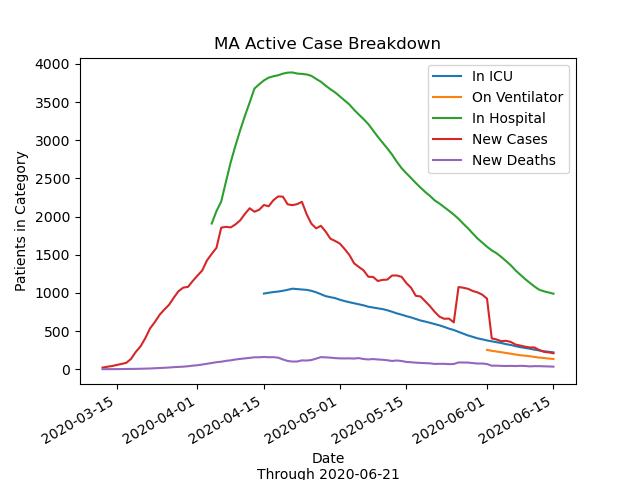 MA Active Case Breakdown
Patients in Category
4000
3500
3000
2500
2000
1500
1000
500
0
In ICU
On Ventilator
In Hospital
New Cases
New Deaths
2020-03-15
2020-04-01
2020-04-15
2020-05-01
2020-05-15
2020-06-01
2020-06-15
Date
Through 2020-06-21